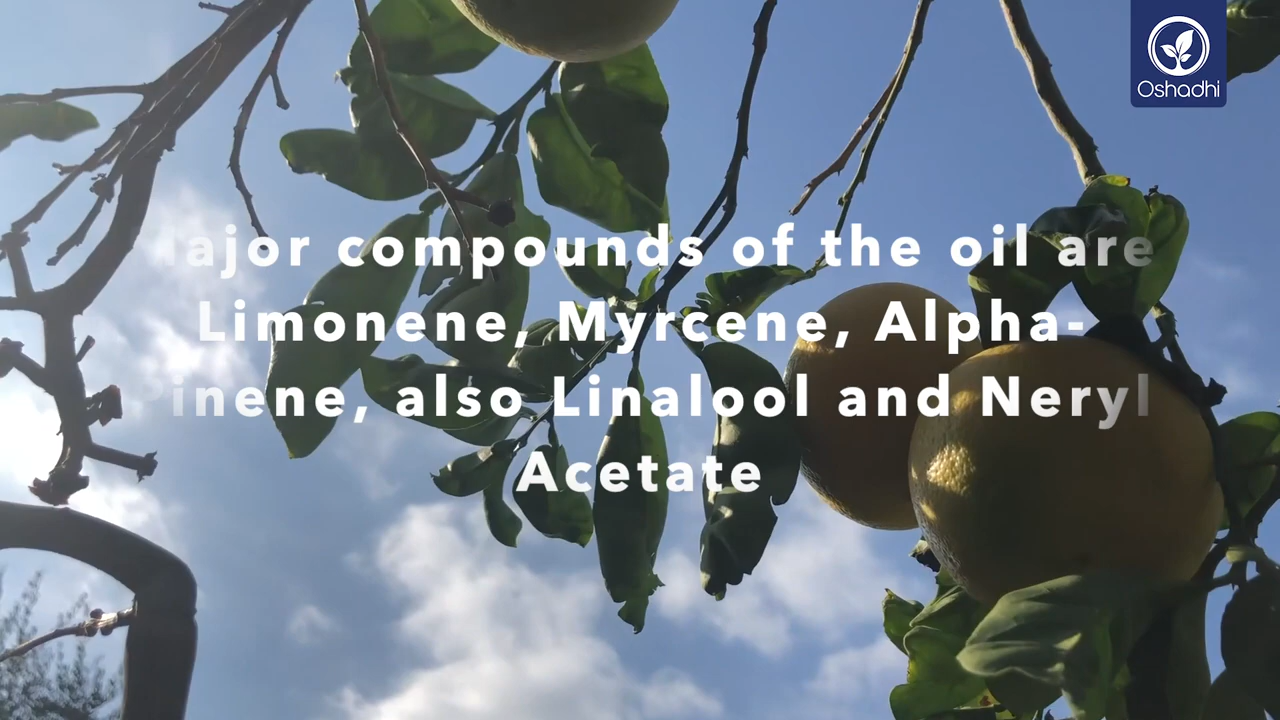 Oshadhi
Major compounds of the oil are
Limonene, Myrcene, Alpha-
Pinene, also Linalool and Neryl
Acetate